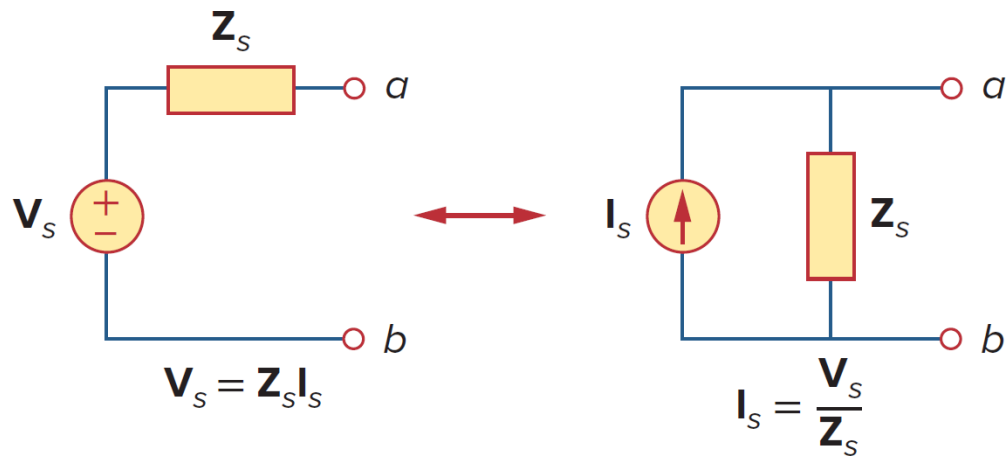 Z_s
a
V_s
+
−
b
V_s = Z_s I_s
a
I_s
Z_s
b
I_s = V_s / Z_s